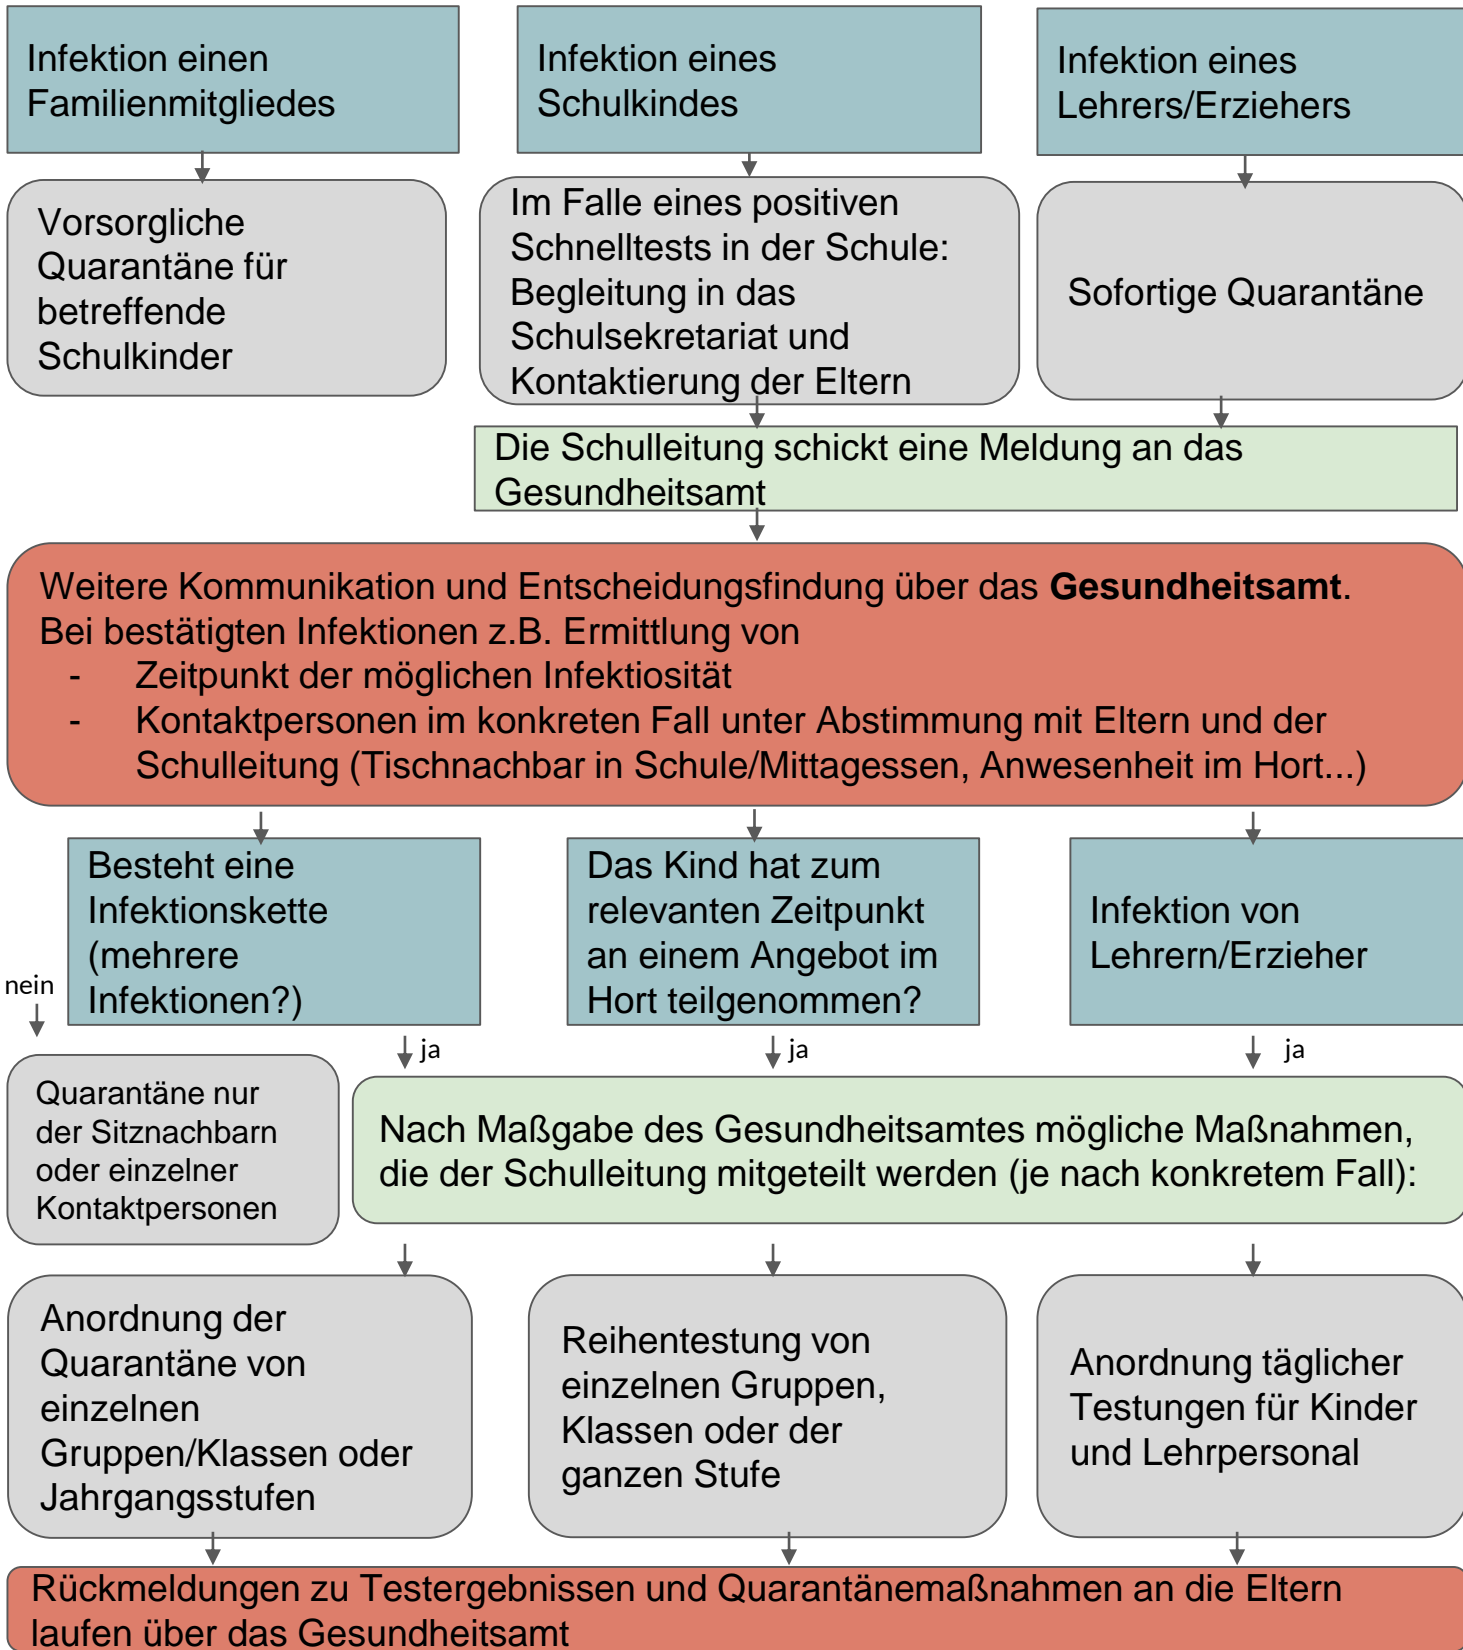 Infektion einen
Familienmitgliedes
Infektion eines
Schulkindes
Infektion eines
Lehrers/Erziehers
Vorsorgliche
Quarantäne für
betreffende
Schulkinder
Im Falle eines positiven
Schnelltests in der Schule:
Begleitung in das
Schulsekretariat und
Kontaktierung der Eltern
Sofortige Quarantäne
Die Schulleitung schickt eine Meldung an das
Gesundheitsamt
Weitere Kommunikation und Entscheidungsfindung über das Gesundheitsamt.
Bei bestätigten Infektionen z.B. Ermittlung von
- Zeitpunkt der möglichen Infektiosität
- Kontaktpersonen im konkreten Fall unter Abstimmung mit Eltern und der
Schulleitung (Tischnachbar in Schule/Mittagessen, Anwesenheit im Hort...)
Besteht eine
Infektionskette
(mehrere
Infektionen?)
Das Kind hat zum
relevanten Zeitpunkt
an einem Angebot im
Hort teilgenommen?
Infektion von
Lehrern/Erzieher
nein
ja
ja
ja
Quarantäne nur
der Sitznachbarn
oder einzelner
Kontaktpersonen
Nach Maßgabe des Gesundheitsamtes mögliche Maßnahmen,
die der Schulleitung mitgeteilt werden (je nach konkretem Fall):
Anordnung der
Quarantäne von
einzelnen
Gruppen/Klassen oder
Jahrgangsstufen
Reihentestung von
einzelnen Gruppen,
Klassen oder der
ganzen Stufe
Anordnung täglicher
Testungen für Kinder
und Lehrpersonal
Rückmeldungen zu Testergebnissen und Quarantänemaßnahmen an die Eltern
laufen über das Gesundheitsamt